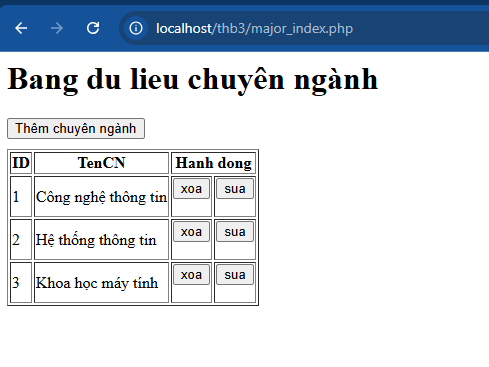 localhost/thb3/major_index.php
Bang du lieu chuyên ngành
Thêm chuyên ngành
ID TenCN Hanh dong
1 Công nghệ thông tin xoa sua
2 Hệ thống thông tin xoa sua
3 Khoa học máy tính xoa sua